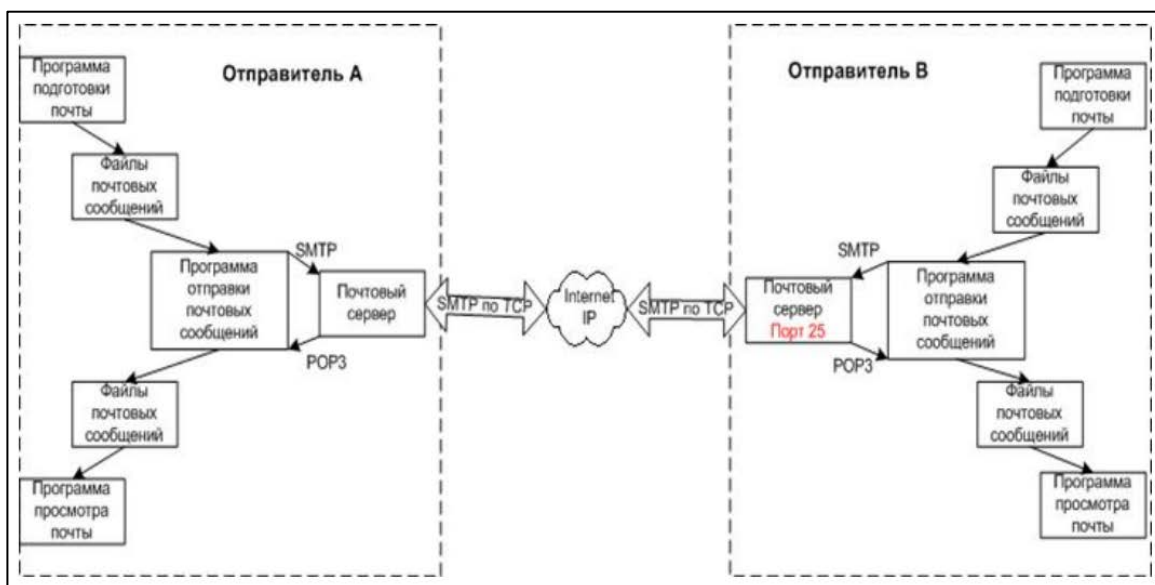 Отправитель А
Программа
подготовки
почты
Файлы
почтовых
сообщений
SMTP
Программа
отправки
почтовых
сообщений
Почтовый
сервер
POP3
Файлы
почтовых
сообщений
Программа
просмотра
почты
SMTP по TCP
Internet
IP
SMTP по TCP
Отправитель В
Программа
подготовки
почты
Файлы
почтовых
сообщений
SMTP
Почтовый
сервер
Порт 25
Программа
отправки
почтовых
сообщений
POP3
Файлы
почтовых
сообщений
Программа
просмотра
почты